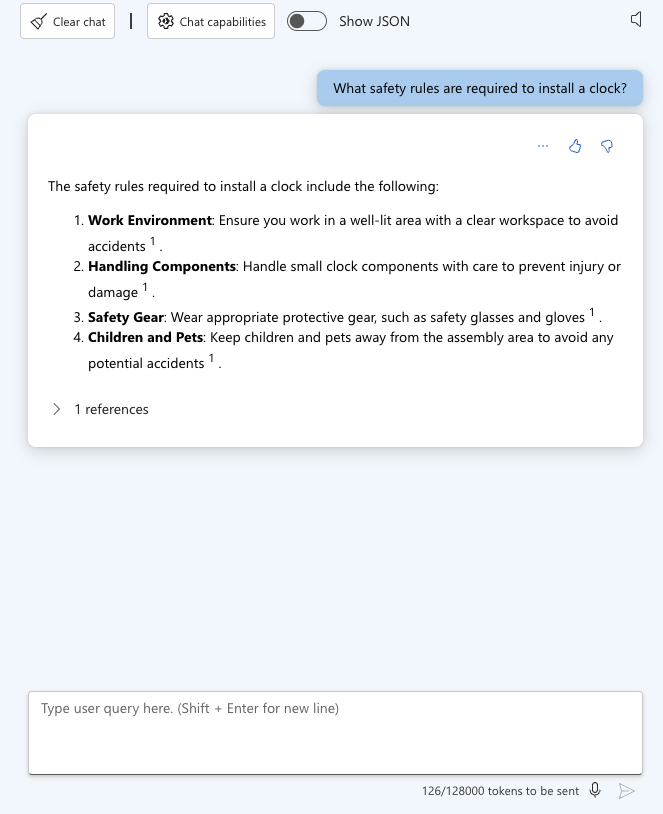 Clear chat | Chat capabilities Show JSON
What safety rules are required to install a clock?
...
The safety rules required to install a clock include the following:
1. Work Environment: Ensure you work in a well-lit area with a clear workspace to avoid
accidents 1 .
2. Handling Components: Handle small clock components with care to prevent injury or
damage 1 .
3. Safety Gear: Wear appropriate protective gear, such as safety glasses and gloves 1 .
4. Children and Pets: Keep children and pets away from the assembly area to avoid any
potential accidents 1 .
1 references
Type user query here. (Shift + Enter for new line)
126/128000 tokens to be sent